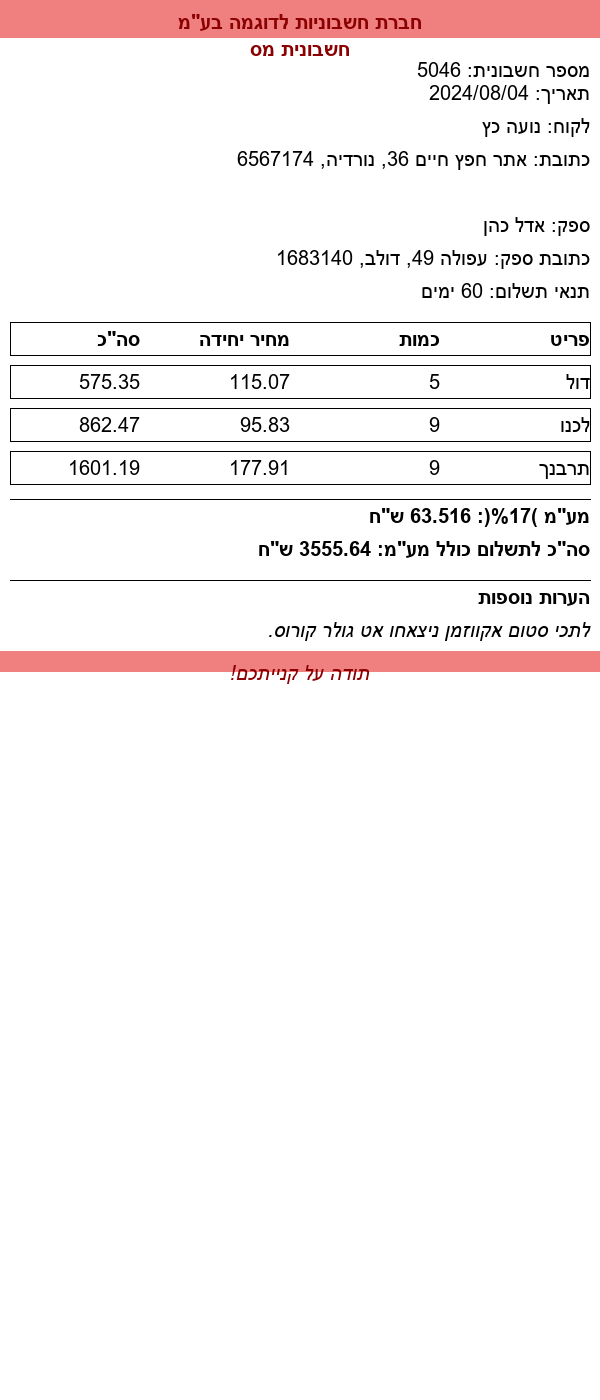 חברת חשבוניות לדוגמה בע"מ
חשבונית מס
מספר חשבונית: 5046
תאריך: 2024/08/04
לקוח: נועה כץ
כתובת: אתר חפץ חיים 36, נורדיה, 6567174
ספק: אדל כהן
כתובת ספק: עפולה 49, דולב, 1683140
תנאי תשלום: 60 ימים
פריט כמות מחיר יחידה סה"כ
דול 5 115.07 575.35
לכנו 9 95.83 862.47
תרבנך 9 177.91 1601.19
מע"מ )17%(: 63.516 ש"ח
סה"כ לתשלום כולל מע"מ: 3555.64 ש"ח
הערות נוספות
לתכי סטום אקווזמן ניצאחו אט גולר קורוס.
תודה על קנייתכם!